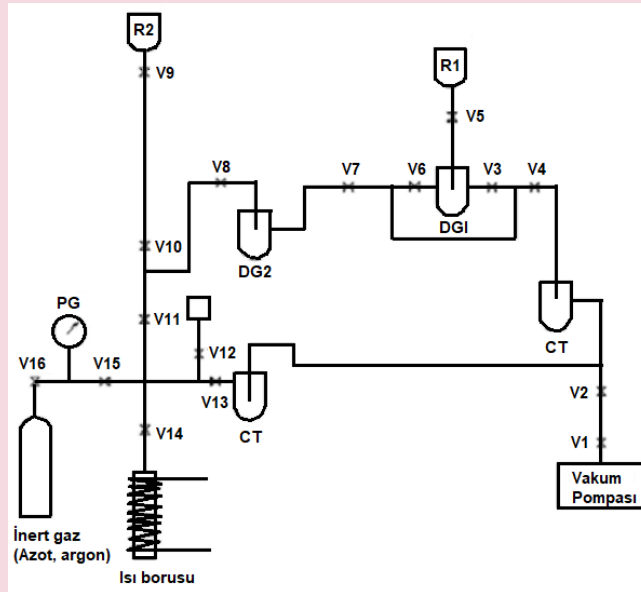 R2
V9
R1
V5
V8
V7
V6
V3
V4
DGI
V10
DG2
PG
V11
V16
V15
V12
V13
CT
CT
V2
V14
V1
Vakum
Pompası
İnert gaz
(Azot, argon)
Isı borusu